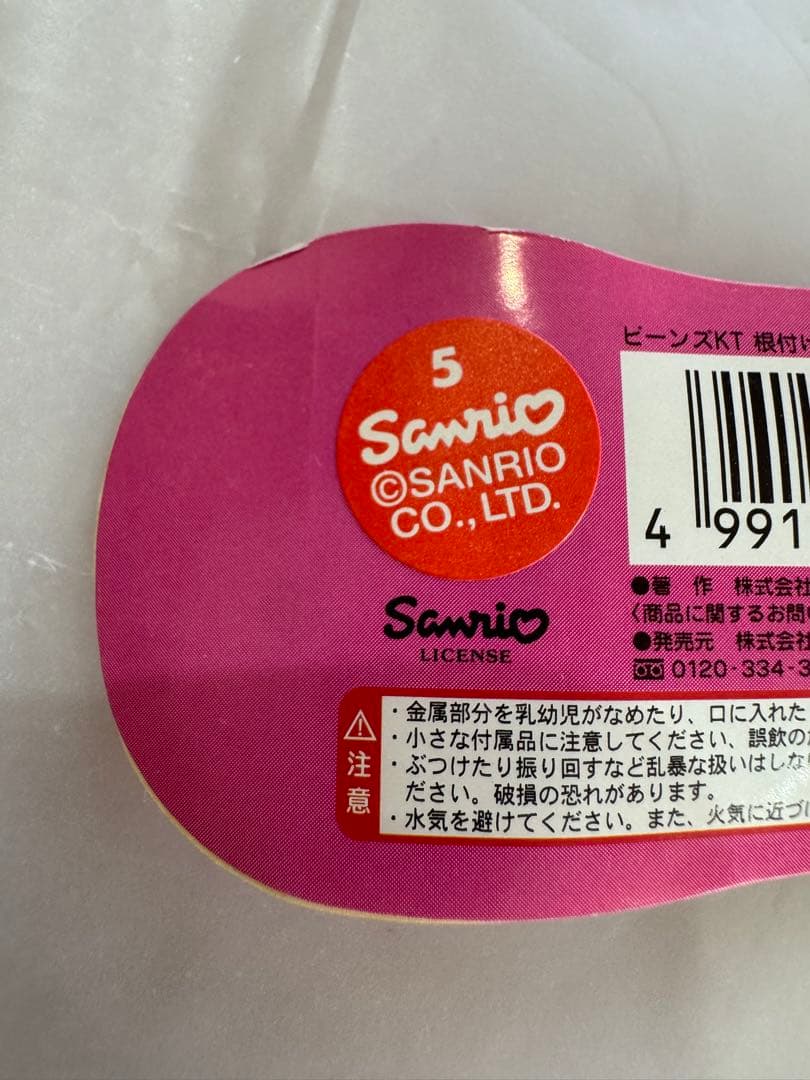 5
Sanrio
©SANRIO
CO., LTD.
Sanrio
LICENSE
ビーンズKT 根付け
4 991
●著 作 株式会社
〈商品に関するお問
●発売元 株式会社
0120-334-3
注意
・金属部分を乳幼児がなめたり、口に入れた
・小さな付属品に注意してください、誤飲の
・ぶつけたり振り回すなど乱暴な扱いはしな
ださい。破損の恐れがあります。
・水気を避けてください。また、火気に近づけ